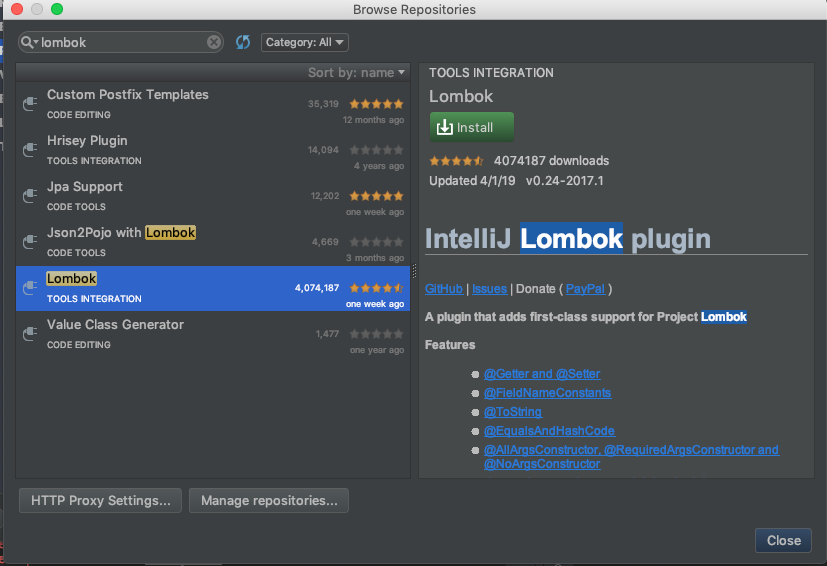 Browse Repositories
lombok
Category: All
Sort by: name
Custom Postfix Templates
35,319
CODE EDITING
12 months ago
Hrisey Plugin
14,094
TOOLS INTEGRATION
4 years ago
Jpa Support
12,202
CODE TOOLS
one week ago
Json2Pojo with Lombok
4,669
CODE TOOLS
3 months ago
Lombok
4,074,187
TOOLS INTEGRATION
one week ago
Value Class Generator
1,477
CODE EDITING
one year ago
TOOLS INTEGRATION
Lombok
Install
4074187 downloads
Updated 4/1/19 v0.24-2017.1
IntelliJ Lombok plugin
GitHub | Issues | Donate ( PayPal )
A plugin that adds first-class support for Project Lombok
Features
@Getter and @Setter
@FieldNameConstants
@ToString
@EqualsAndHashCode
@AllArgsConstructor, @RequiredArgsConstructor and
@NoArgsConstructor
HTTP Proxy Settings...
Manage repositories...
Close